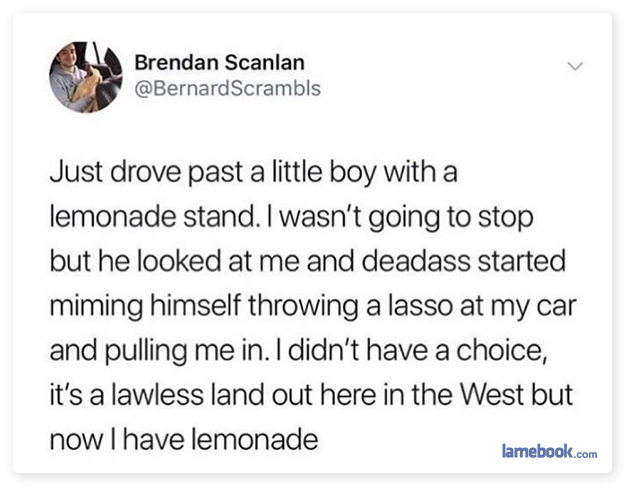 Brendan Scanlan
@BernardScrambls
Just drove past a little boy with a
lemonade stand. I wasn't going to stop
but he looked at me and deadass started
miming himself throwing a lasso at my car
and pulling me in. I didn't have a choice,
it's a lawless land out here in the West but
now I have lemonade
lamebook.com